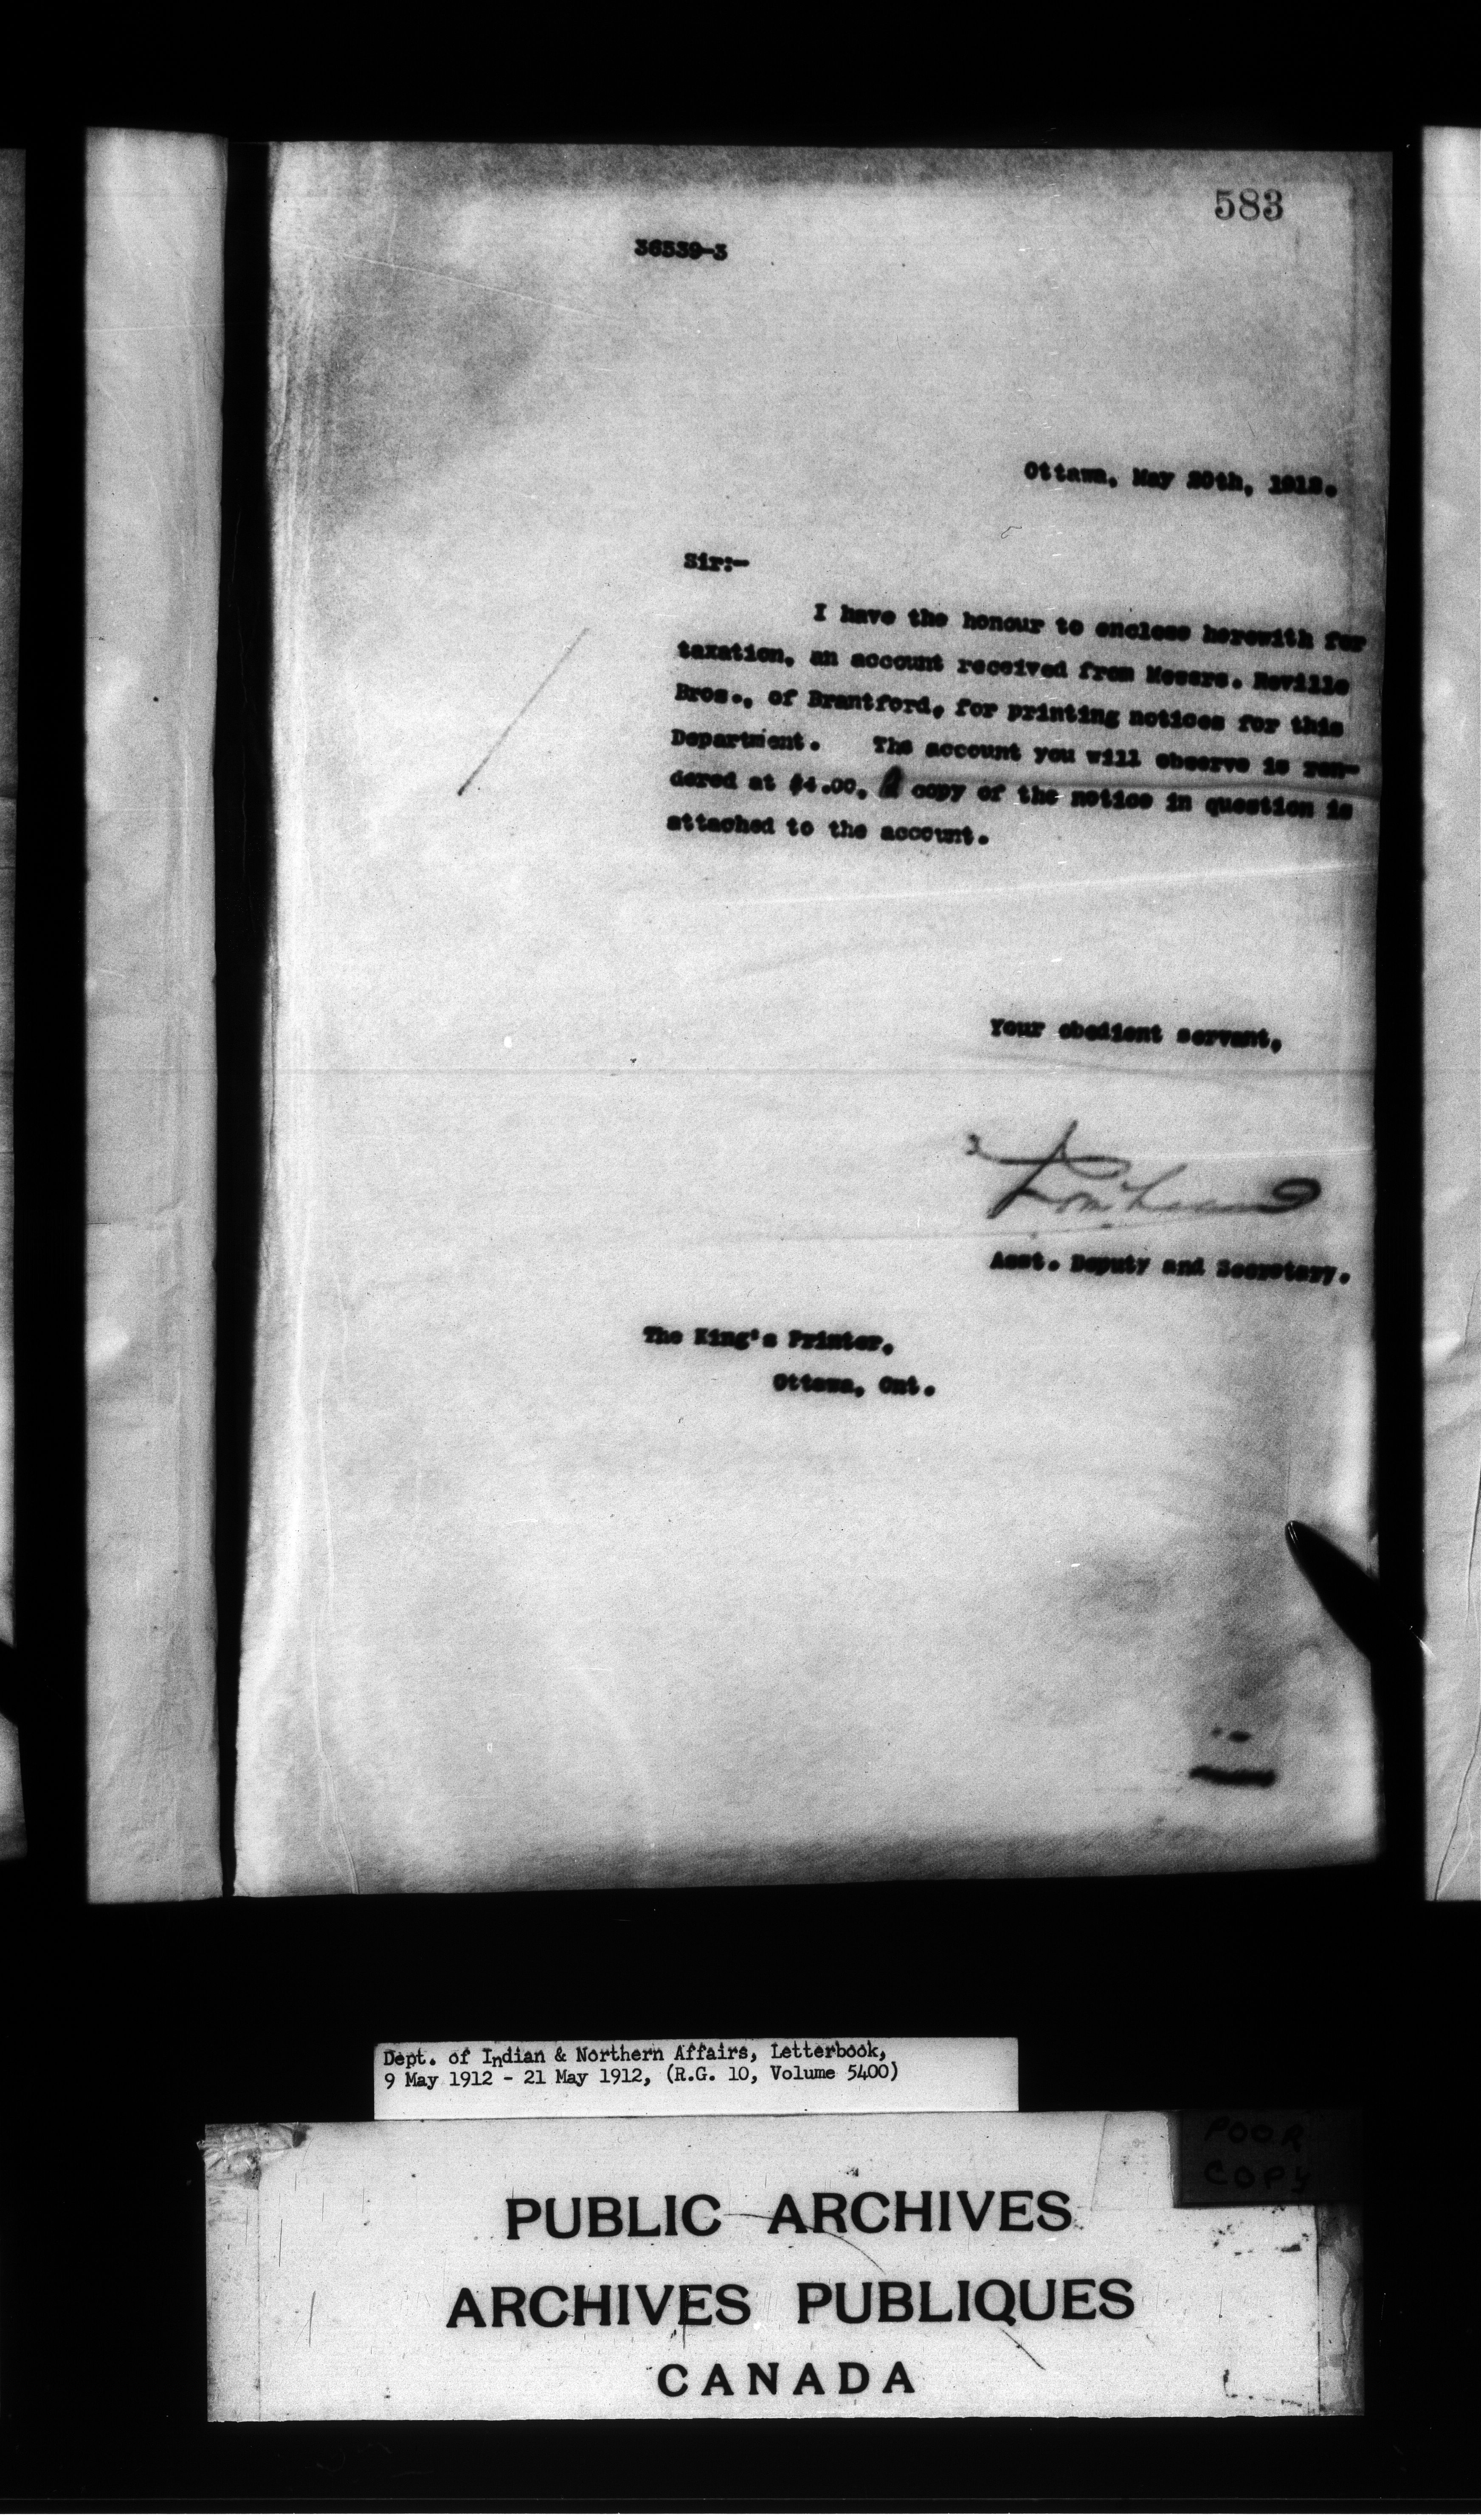 583
36539-3
Ottawa, May 20th, 1912.
Sir:-
I have the honour to enclose herewith for
taxation, an account received from Messrs. Reville
Bros., of Brantford, for printing notices for this
Department. The account you will observe is ren-
dered at $4.00. A copy of the notice in question is
attached to the account.
Your obedient servant,
Asst. Deputy and Secretary.
The King's Printer,
Ottawa, Ont.
Dept. of Indian & Northern Affairs, Letterbook,
9 May 1912 - 21 May 1912, (R.G. 10, Volume 5400)
POOR
COPY
PUBLIC ARCHIVES
ARCHIVES PUBLIQUES
CANADA